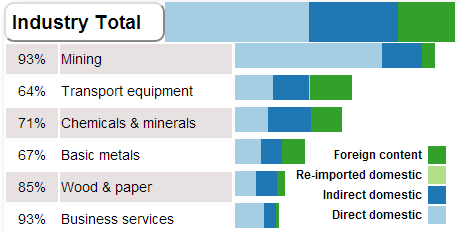 Industry Total
93% Mining
64% Transport equipment
71% Chemicals & minerals
67% Basic metals
85% Wood & paper
93% Business services
Foreign content
Re-imported domestic
Indirect domestic
Direct domestic